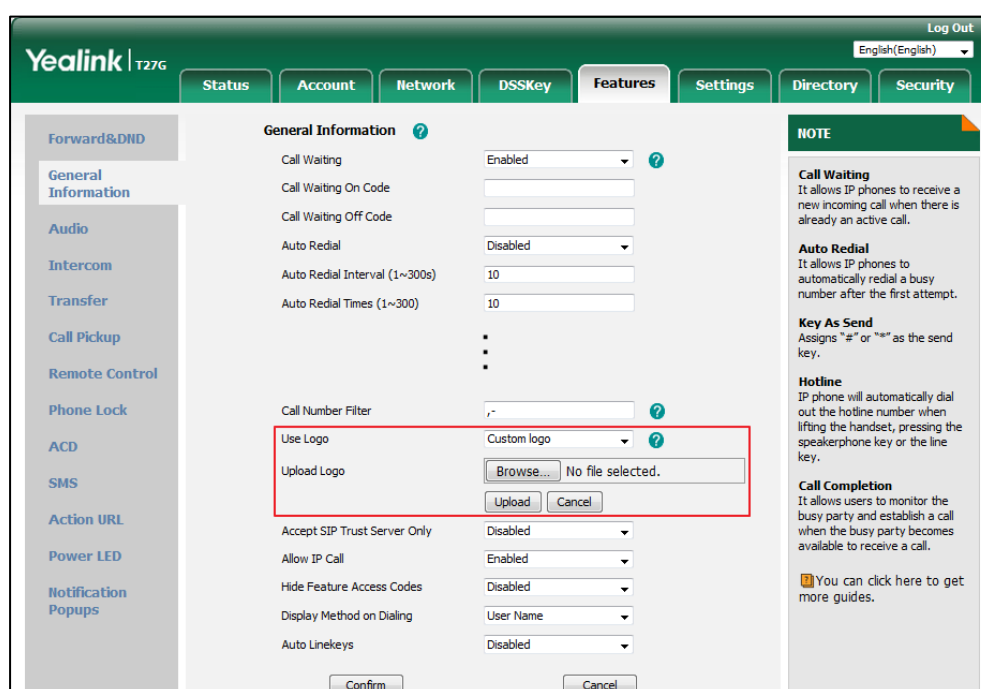 Log Out
Yealink | T27G
English(English)
Status
Account
Network
DSSKey
Features
Settings
Directory
Security
Forward&DND
General
Information
Audio
Intercom
Transfer
Call Pickup
Remote Control
Phone Lock
ACD
SMS
Action URL
Power LED
Notification
Popups
General Information ?
Call Waiting Enabled ?
Call Waiting On Code
Call Waiting Off Code
Auto Redial Disabled
Auto Redial Interval (1~300s) 10
Auto Redial Times (1~300) 10
Call Number Filter ,- ?
Use Logo Custom logo ?
Upload Logo Browse... No file selected.
Upload Cancel
Accept SIP Trust Server Only Disabled
Allow IP Call Enabled
Hide Feature Access Codes Disabled
Display Method on Dialing User Name
Auto Linekeys Disabled
Confirm Cancel
NOTE
Call Waiting
It allows IP phones to receive a
new incoming call when there is
already an active call.
Auto Redial
It allows IP phones to
automatically redial a busy
number after the first attempt.
Key As Send
Assigns "#" or "*" as the send
key.
Hotline
IP phone will automatically dial
out the hotline number when
lifting the handset, pressing the
speakerphone key or the line
key.
Call Completion
It allows users to monitor the
busy party and establish a call
when the busy party becomes
available to receive a call.
? You can click here to get
more guides.